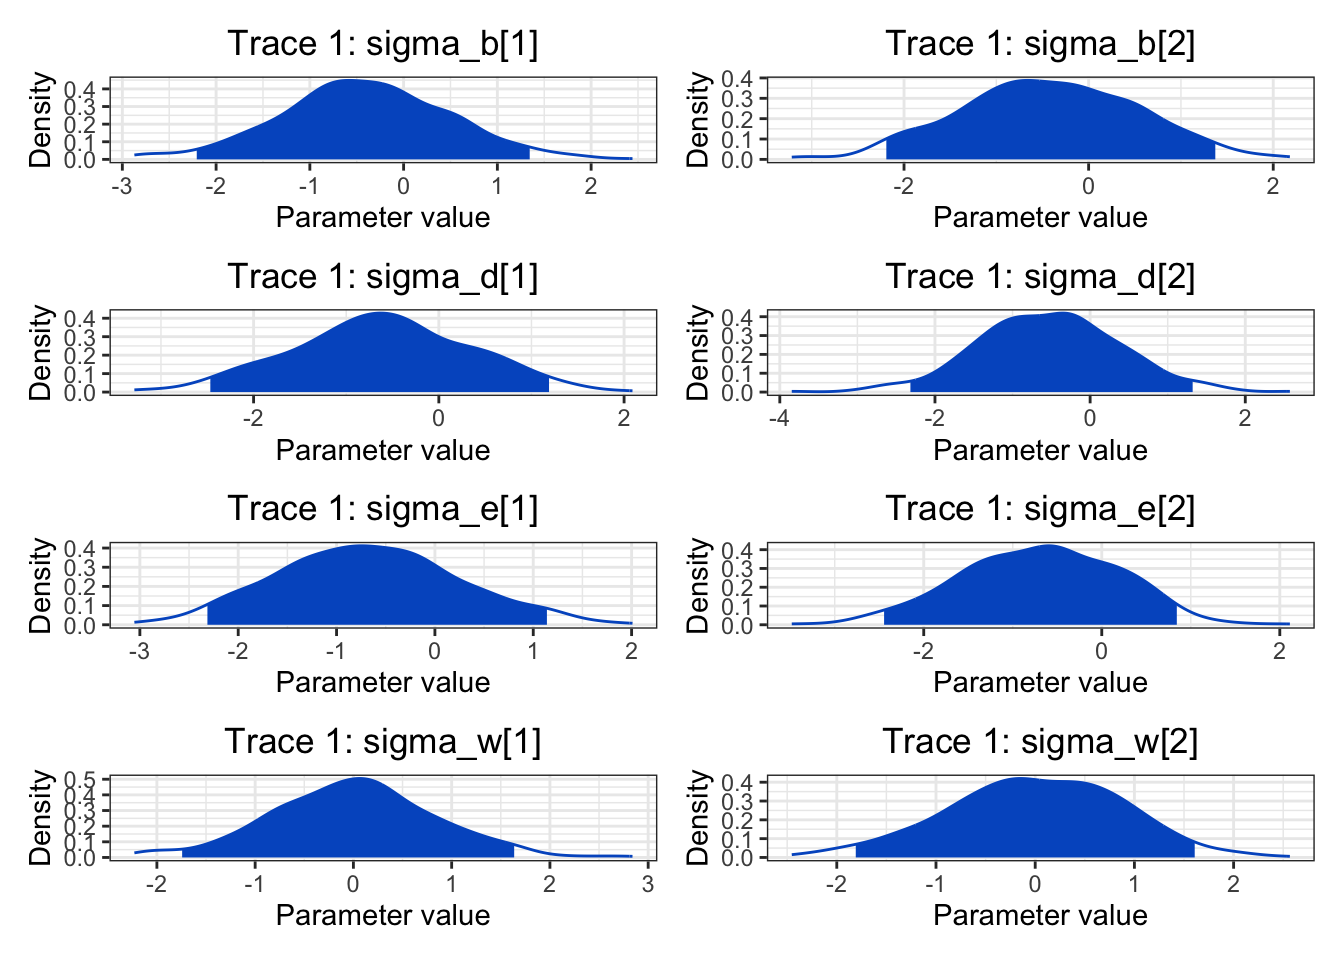 Trace 1: sigma_b[1]
Density
0.4
0.3
0.2
0.1
0.0
-3 -2 -1 0 1 2
Parameter value
Trace 1: sigma_b[2]
Density
0.4
0.3
0.2
0.1
0.0
-2 0 2
Parameter value
Trace 1: sigma_d[1]
Density
0.4
0.3
0.2
0.1
0.0
-2 0 2
Parameter value
Trace 1: sigma_d[2]
Density
0.4
0.3
0.2
0.1
0.0
-4 -2 0 2
Parameter value
Trace 1: sigma_e[1]
Density
0.4
0.3
0.2
0.1
0.0
-3 -2 -1 0 1 2
Parameter value
Trace 1: sigma_e[2]
Density
0.4
0.3
0.2
0.1
0.0
-2 0 2
Parameter value
Trace 1: sigma_w[1]
Density
0.5
0.4
0.3
0.2
0.1
0.0
-2 -1 0 1 2 3
Parameter value
Trace 1: sigma_w[2]
Density
0.4
0.3
0.2
0.1
0.0
-2 -1 0 1 2
Parameter value